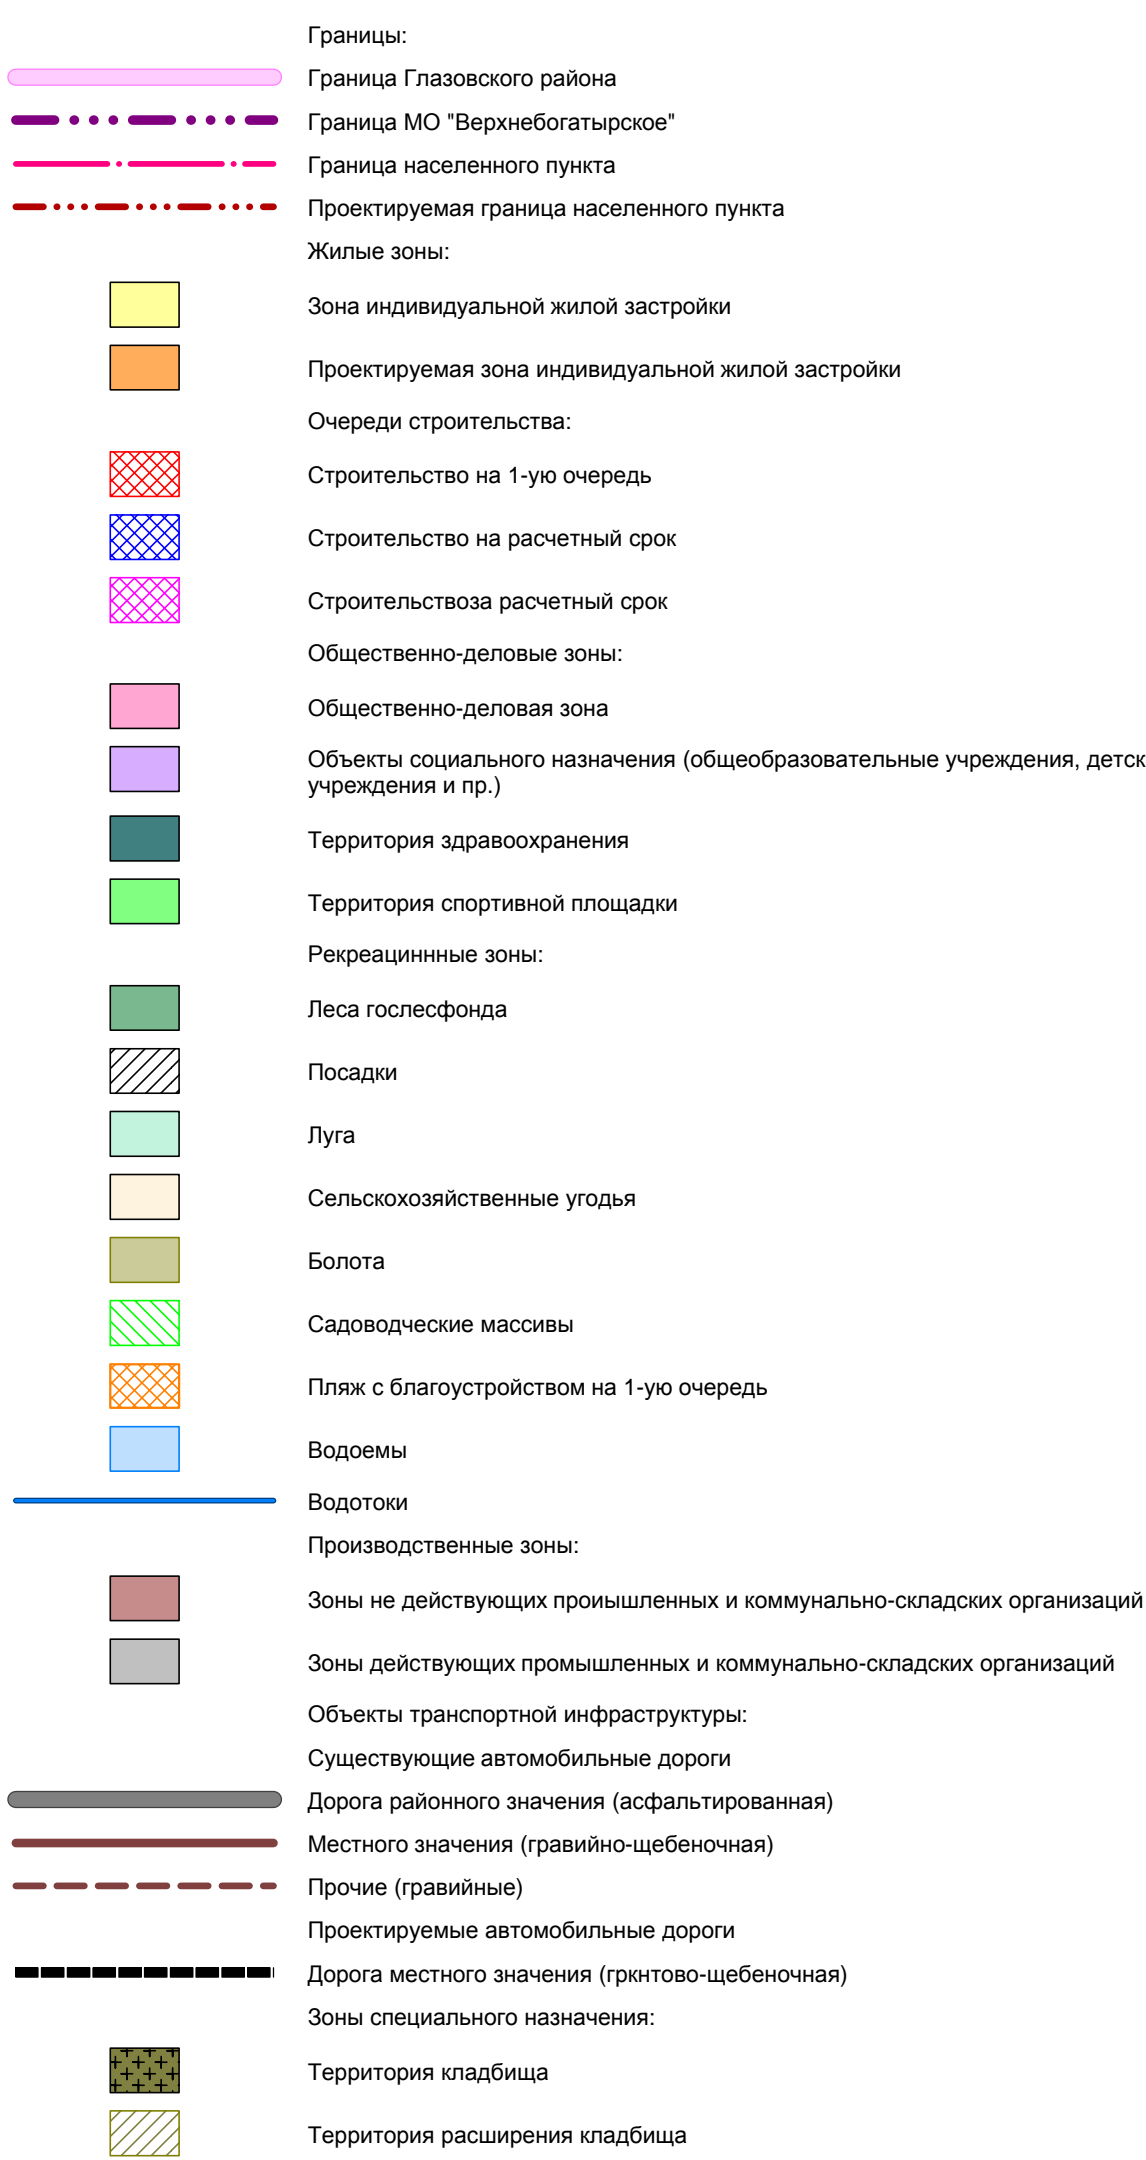 Границы:
Граница Глазовского района
Граница МО "Верхнебогатырское"
Граница населенного пункта
Проектируемая граница населенного пункта
Жилые зоны:
Зона индивидуальной жилой застройки
Проектируемая зона индивидуальной жилой застройки
Очереди строительства:
Строительство на 1-ую очередь
Строительство на расчетный срок
Строительствоза расчетный срок
Общественно-деловые зоны:
Общественно-деловая зона
Объекты социального назначения (общеобразовательные учреждения, детск
учреждения и пр.)
Территория здравоохранения
Территория спортивной площадки
Рекреациннные зоны:
Леса гослесфонда
Посадки
Луга
Сельскохозяйственные угодья
Болота
Садоводческие массивы
Пляж с благоустройством на 1-ую очередь
Водоемы
Водотоки
Производственные зоны:
Зоны не действующих проиышленных и коммунально-складских организаций
Зоны действующих промышленных и коммунально-складских организаций
Объекты транспортной инфраструктуры:
Существующие автомобильные дороги
Дорога районного значения (асфальтированная)
Местного значения (гравийно-щебеночная)
Прочие (гравийные)
Проектируемые автомобильные дороги
Дорога местного значения (гркнтово-щебеночная)
Зоны специального назначения:
Территория кладбища
Территория расширения кладбища